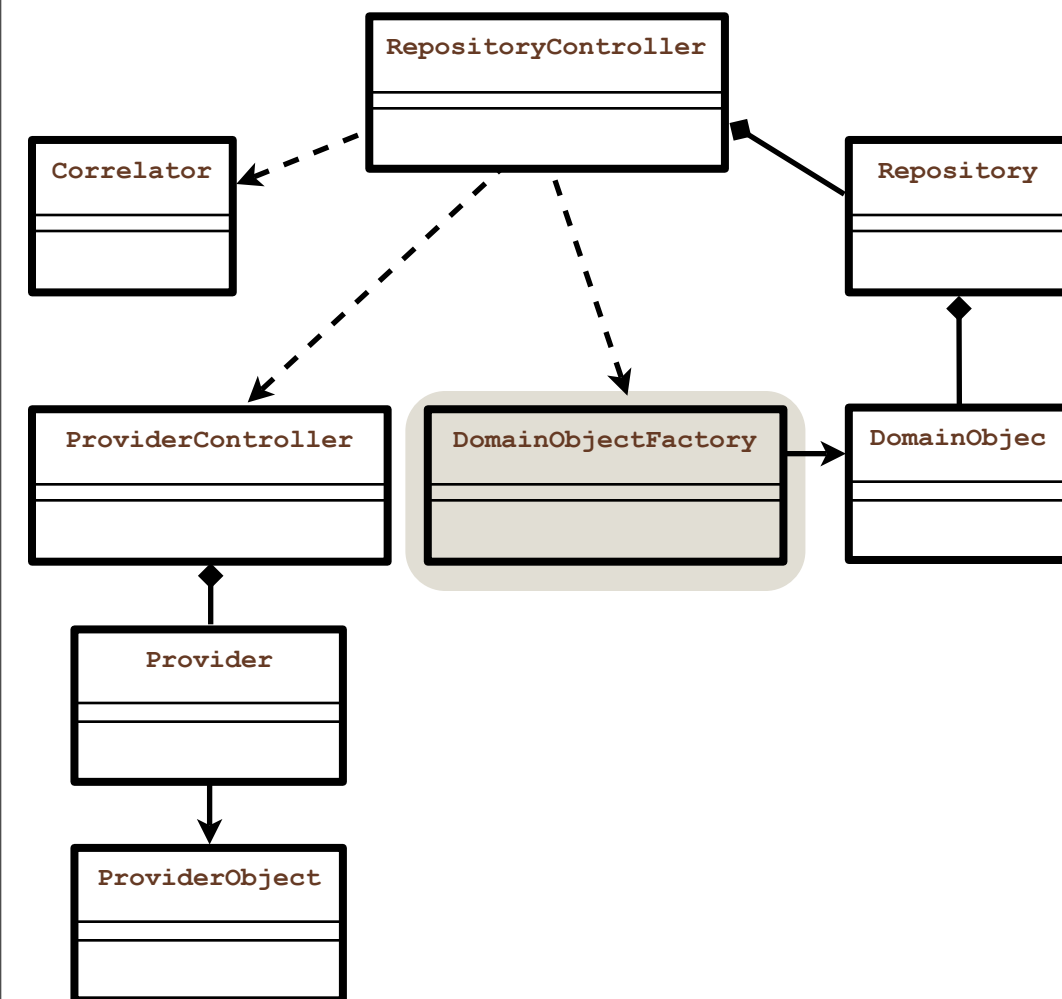 RepositoryController
Correlator
Repository
ProviderController
DomainObjectFactory
DomainObjec
Provider
ProviderObject